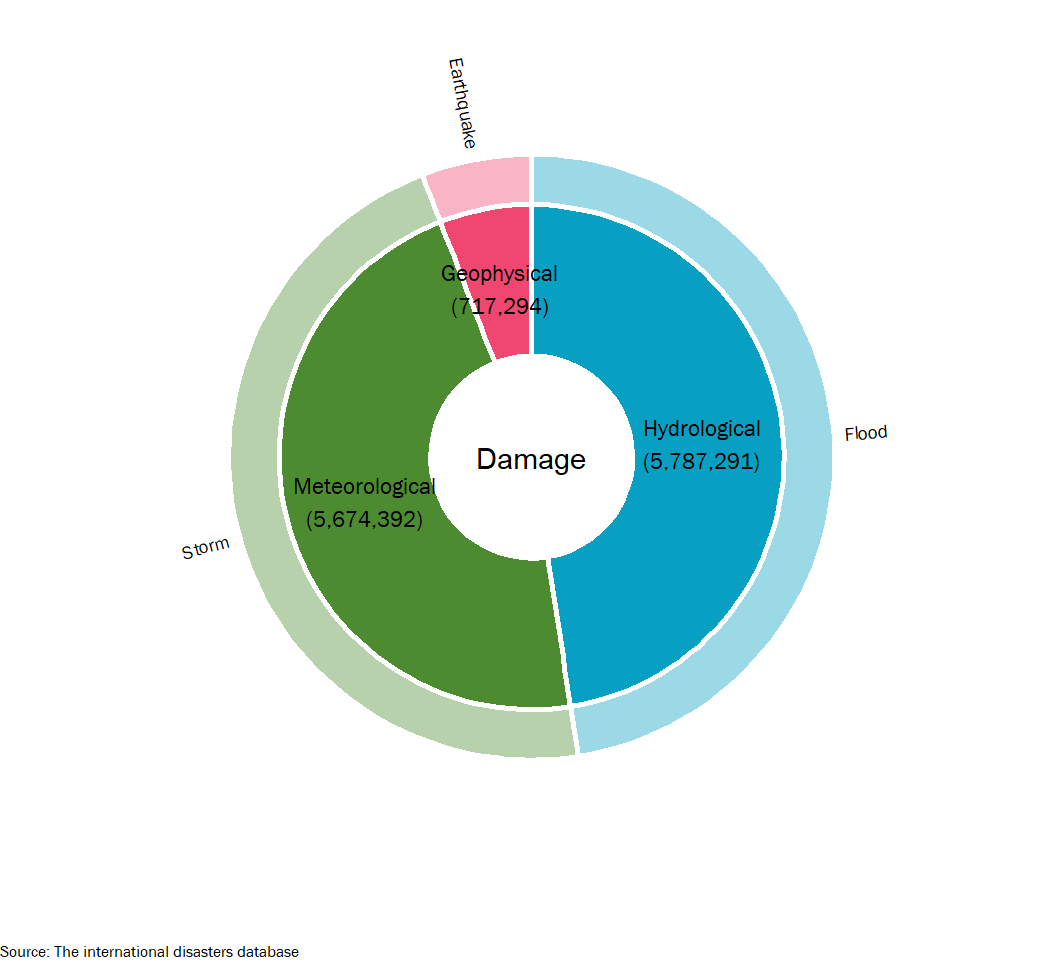 Earthquake
Geophysical
(717,294)
Hydrological
(5,787,291)
Flood
Damage
Meteorological
(5,674,392)
Storm
Source: The international disasters database